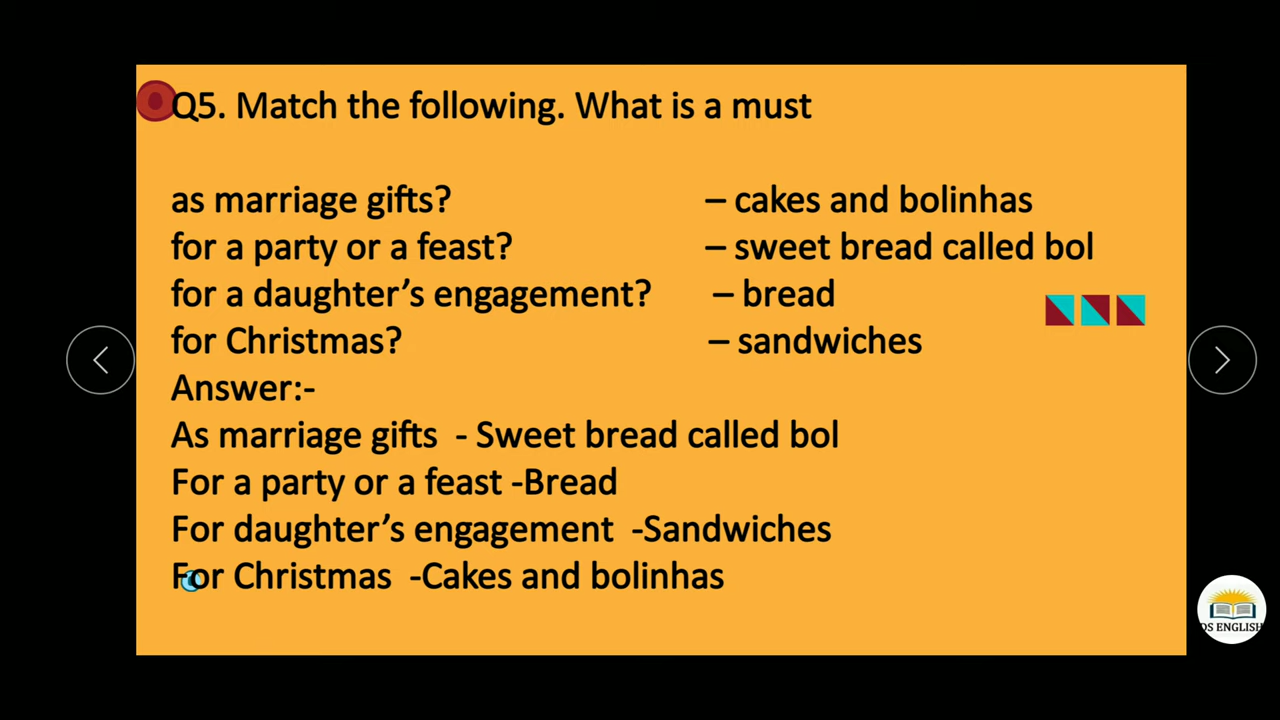 Q5. Match the following. What is a must
as marriage gifts? – cakes and bolinhas
for a party or a feast? – sweet bread called bol
for a daughter’s engagement? – bread
for Christmas? – sandwiches
Answer:-
As marriage gifts - Sweet bread called bol
For a party or a feast -Bread
For daughter’s engagement -Sandwiches
For Christmas -Cakes and bolinhas
DS ENGLISH